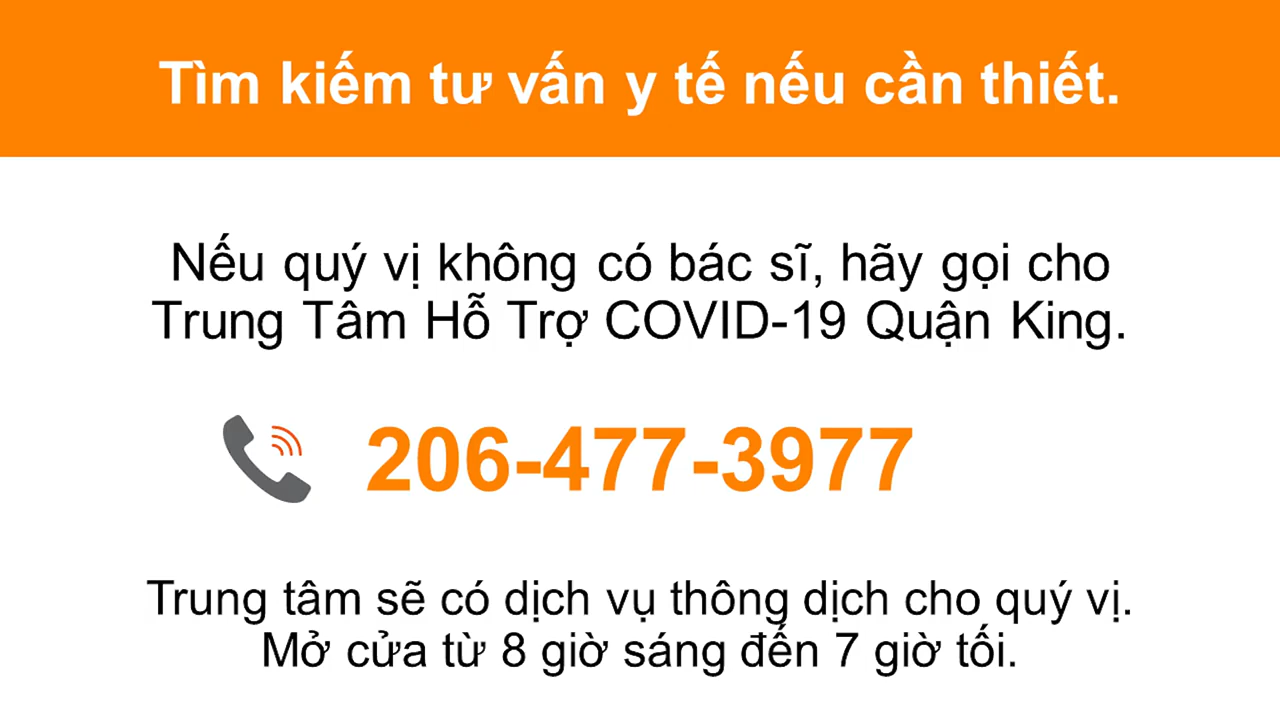 Tìm kiếm tư vấn y tế nếu cần thiết.
Nếu quý vị không có bác sĩ, hãy gọi cho
Trung Tâm Hỗ Trợ COVID-19 Quận King.
206-477-3977
Trung tâm sẽ có dịch vụ thông dịch cho quý vị.
Mở cửa từ 8 giờ sáng đến 7 giờ tối.